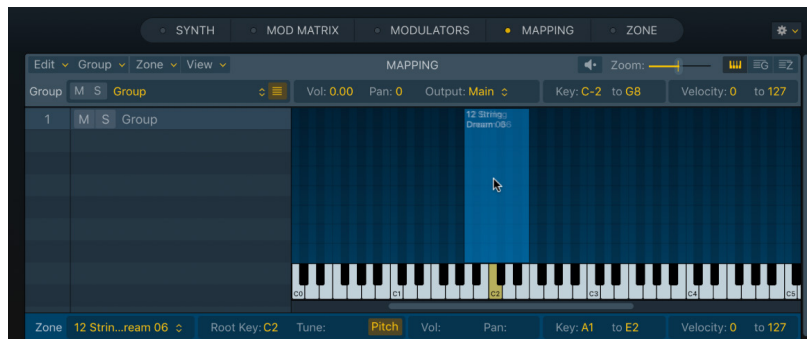 SYNTH MOD MATRIX MODULATORS MAPPING ZONE
Edit Group Zone View MAPPING Zoom: G Z
Group M S Group Vol: 0.00 Pan: 0 Output: Main Key: C-2 to G8 Velocity: 0 to 127
1 M S Group
12 String
Dream 06
C0 C1 C2 C3 C4 C5
Zone 12 Strin...ream 06 Root Key: C2 Tune: Pitch Vol: Pan: Key: A1 to E2 Velocity: 0 to 127